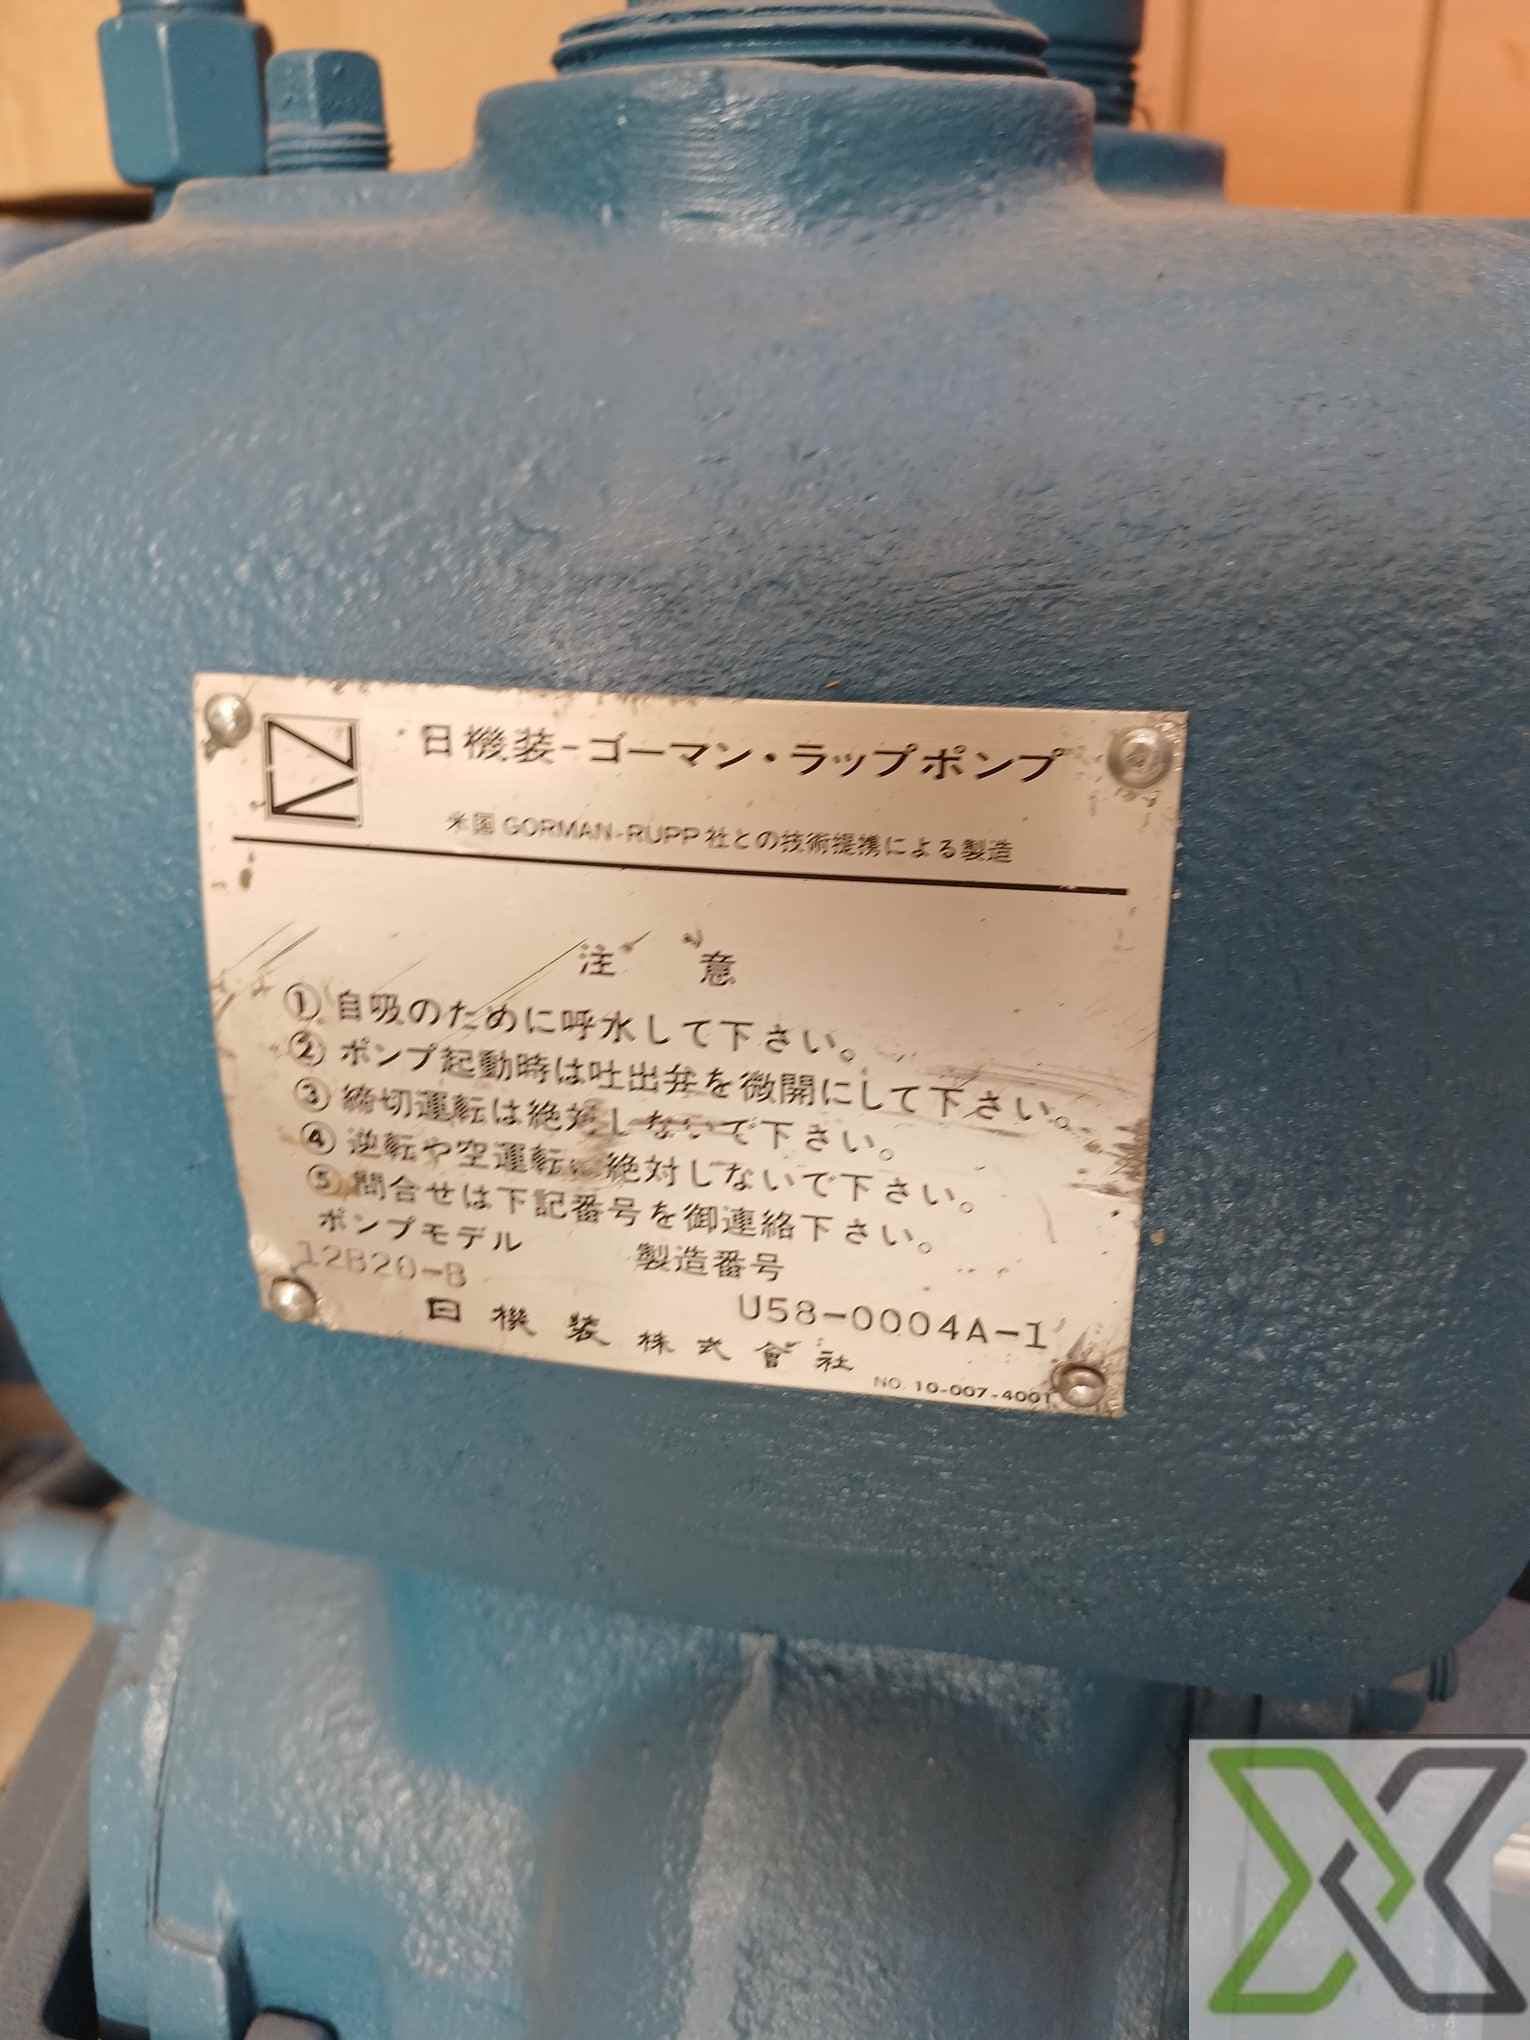 日機装-ゴーマン・ラップポンプ
米国 GORMAN-RUPP 社との技術提携による製造
注 意
① 自吸のために呼水して下さい。
② ポンプ起動時は吐出弁を微開にして下さい。
③ 締切運転は絶対しないで下さい。
④ 逆転や空運転は絶対しないで下さい。
⑤ 問合せは下記番号を御連絡下さい。
ポンプモデル 製造番号
12B20-B U58-0004A-1
日機装株式會社
NO. 10-007-4001